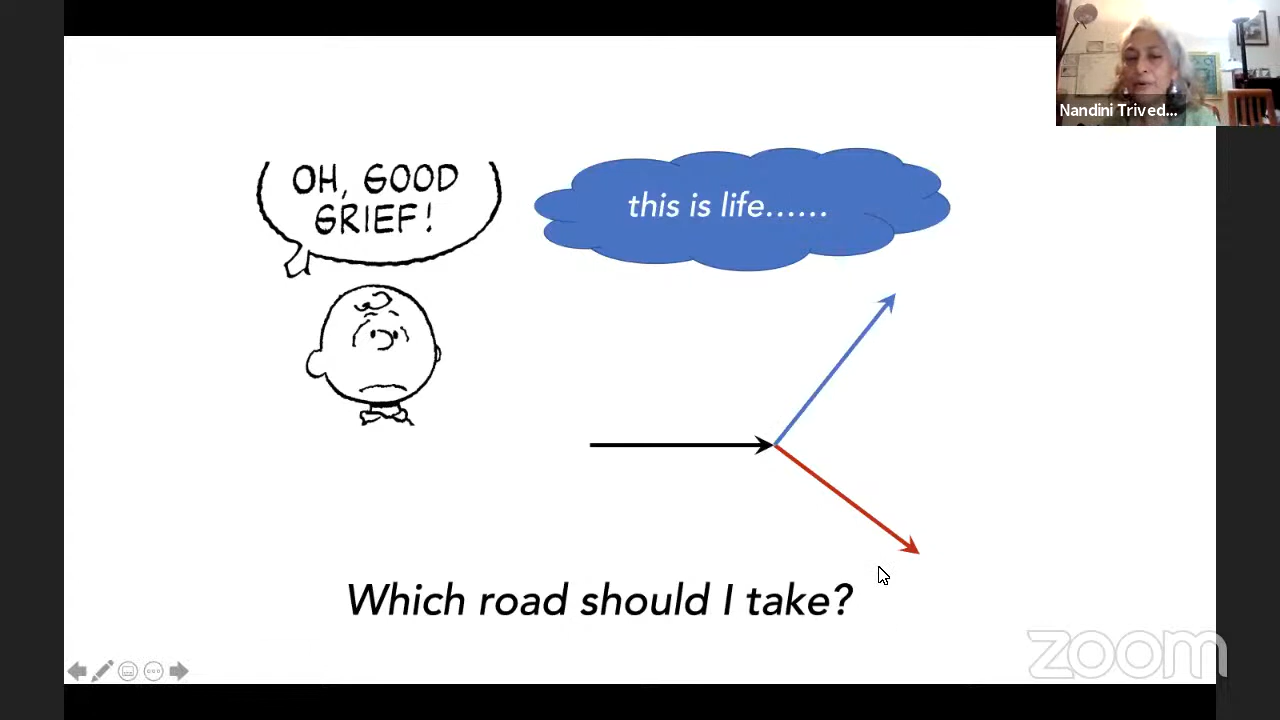 Nandini Trived...
OH, GOOD
GRIEF!
this is life......
Which road should I take?
zoom